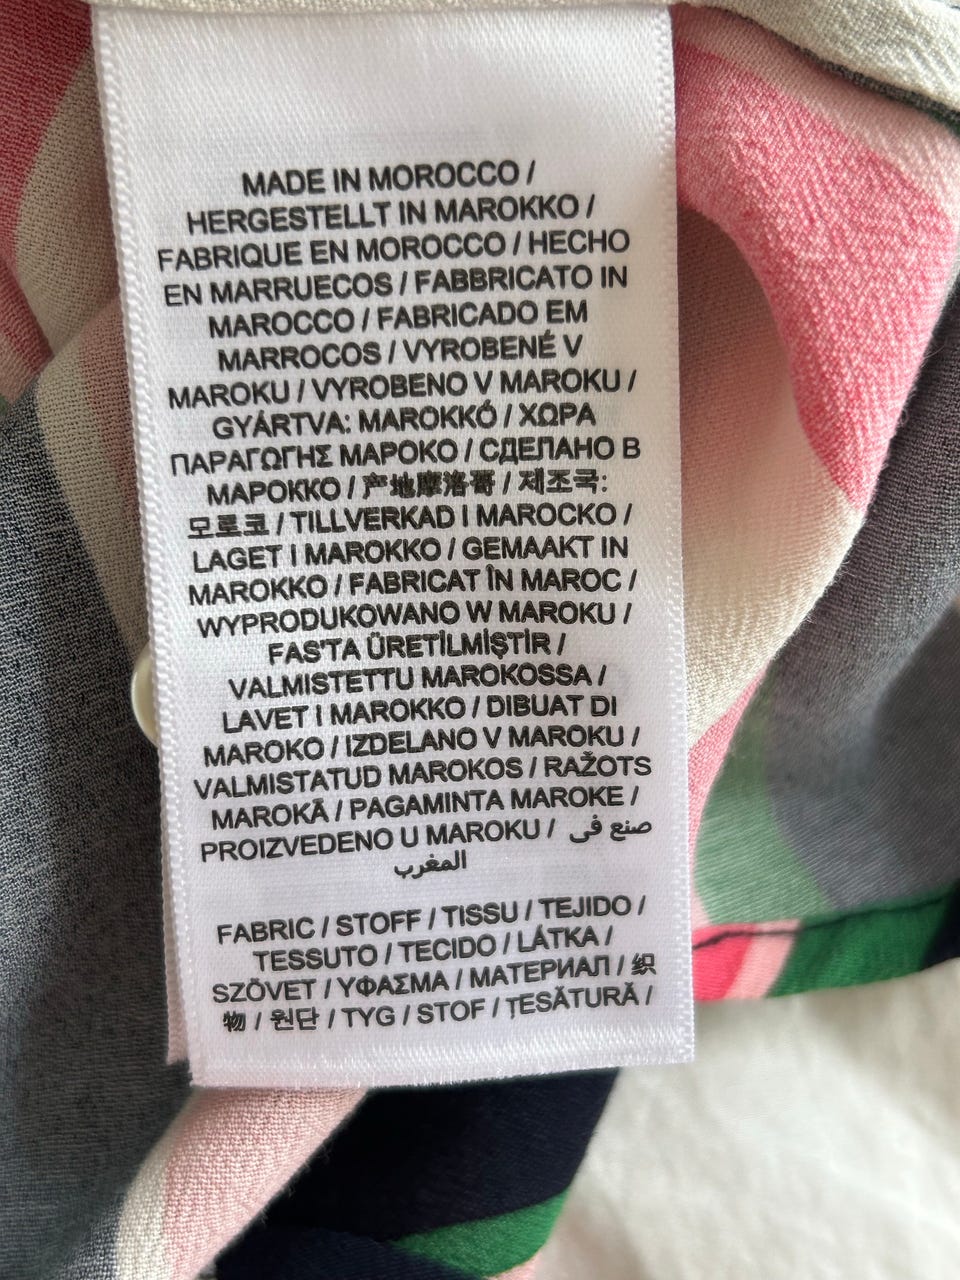 MADE IN MOROCCO /
HERGESTELLT IN MAROKKO /
FABRIQUE EN MOROCCO / HECHO
EN MARRUECOS / FABBRICATO IN
MAROCCO / FABRICADO EM
MARROCOS / VYROBENÉ V
MAROKU / VYROBENO V MAROKU /
GYÁRTVA: MAROKKÓ / ΧΩΡΑ
ΠΑΡΑΓΩΓΗΣ ΜΑΡΟΚΟ / СДЕЛАНО В
МАРОККО / 产地摩洛哥 / 제조국:
모로코 / TILLVERKAD I MAROCKO /
LAGET I MAROKKO / GEMAAKT IN
MAROKKO / FABRICAT ÎN MAROC /
WYPRODUKOWANO W MAROKU /
FAS'TA ÜRETİLMİŞTİR /
VALMISTETTU MAROKOSSA /
LAVET I MAROKKO / DIBUAT DI
MAROKO / IZDELANO V MAROKU /
VALMISTATUD MAROKOS / RAŽOTS
MAROKĀ / PAGAMINTA MAROKE /
PROIZVEDENO U MAROKU / صنع فى
المغرب
FABRIC / STOFF / TISSU / TEJIDO /
TESSUTO / TECIDO / LÁTKA /
SZÖVET / ΥΦΑΣΜΑ / МАТЕРИАЛ / 织
物 / 원단 / TYG / STOF / ȚESĂTURĂ /